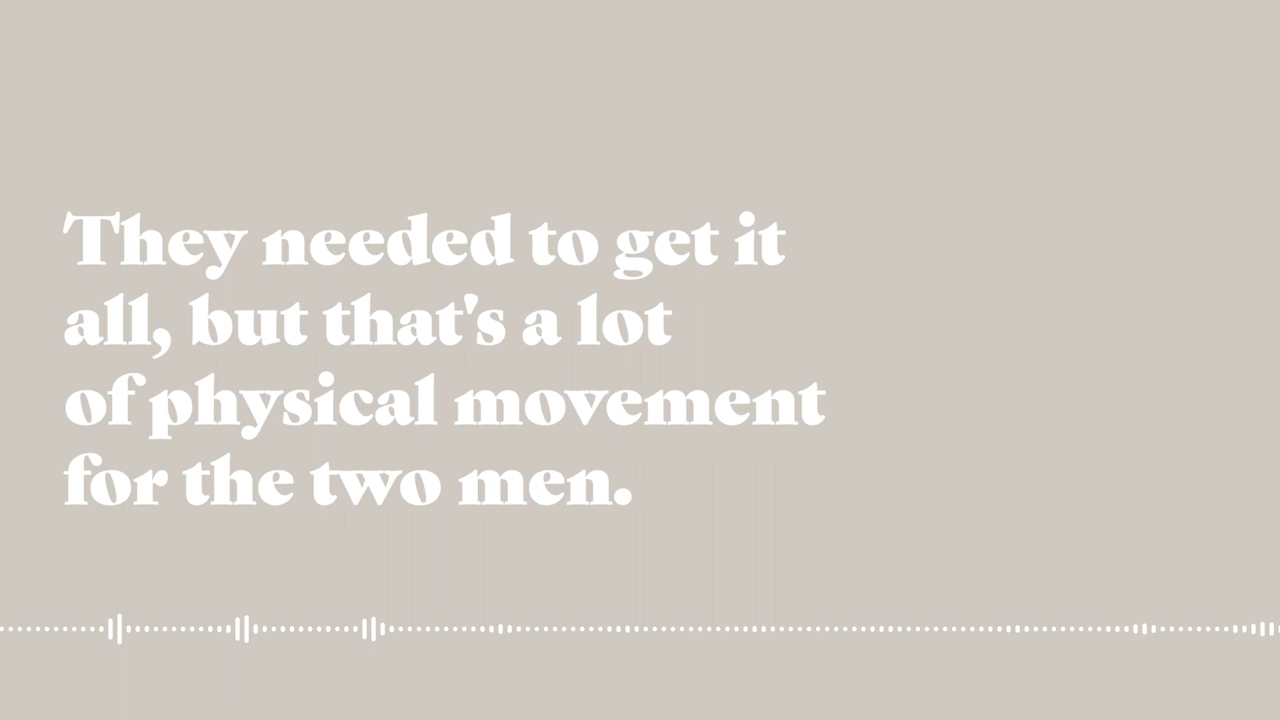 They needed to get it
all, but that's a lot
of physical movement
for the two men.